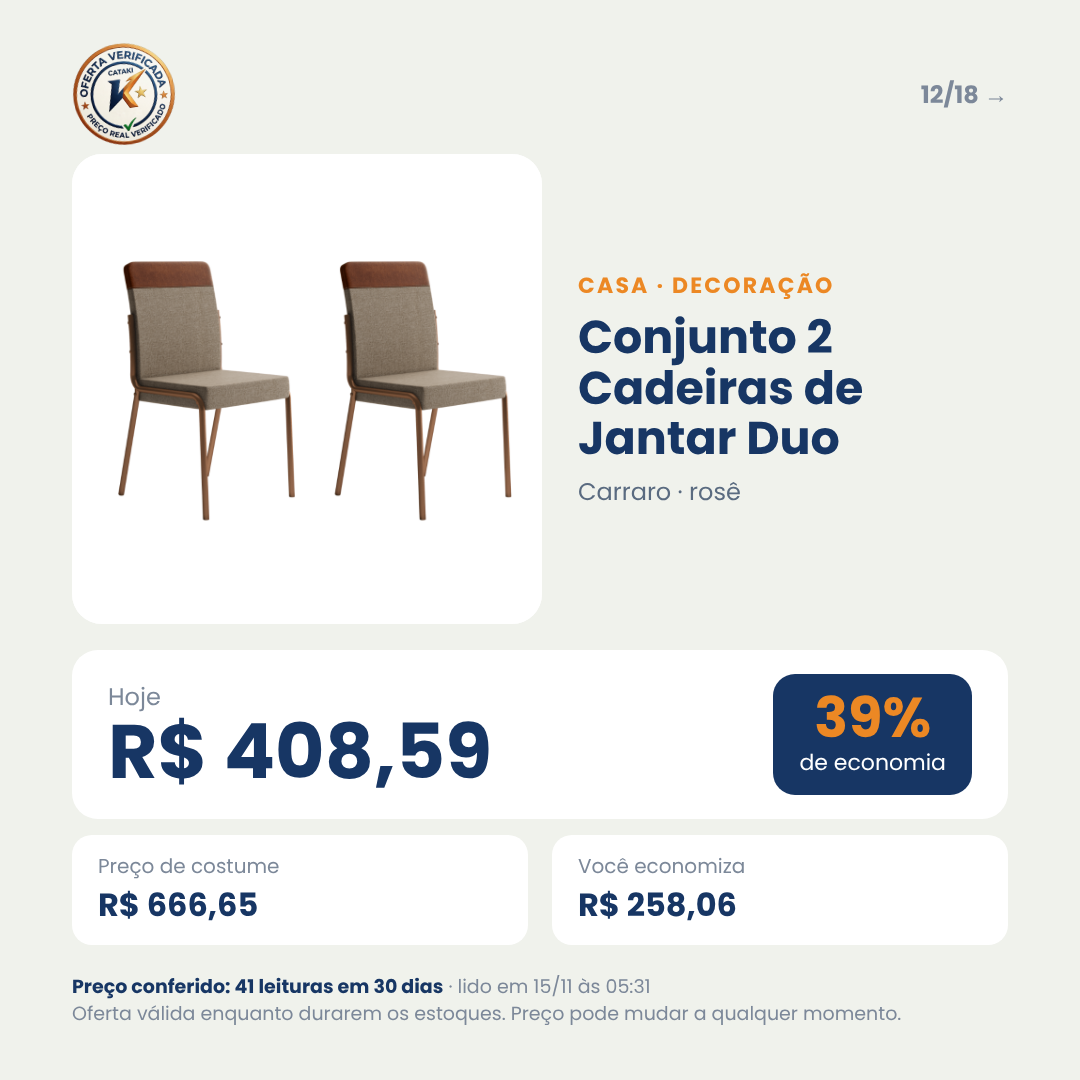 OFERTA VERIFICADA
CATAKI
PREÇO REAL VERIFICADO
12/18 →
CASA · DECORAÇÃO
Conjunto 2
Cadeiras de
Jantar Duo
Carraro · rosê
Hoje
R$ 408,59
39%
de economia
Preço de costume
R$ 666,65
Você economiza
R$ 258,06
Preço conferido: 41 leituras em 30 dias · lido em 15/11 às 05:31
Oferta válida enquanto durarem os estoques. Preço pode mudar a qualquer momento.